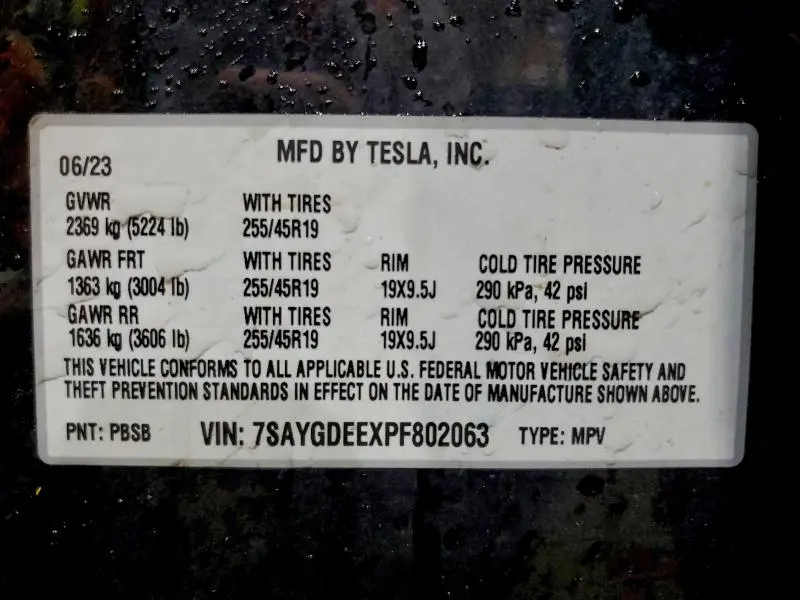 06/23 MFD BY TESLA, INC.
GVWR WITH TIRES
2369 kg (5224 lb) 255/45R19
GAWR FRT WITH TIRES RIM COLD TIRE PRESSURE
1363 kg (3004 lb) 255/45R19 19X9.5J 290 kPa, 42 psi
GAWR RR WITH TIRES RIM COLD TIRE PRESSURE
1636 kg (3606 lb) 255/45R19 19X9.5J 290 kPa, 42 psi
THIS VEHICLE CONFORMS TO ALL APPLICABLE U.S. FEDERAL MOTOR VEHICLE SAFETY AND
THEFT PREVENTION STANDARDS IN EFFECT ON THE DATE OF MANUFACTURE SHOWN ABOVE.
PNT: PBSB VIN: 7SAYGDEEXPF802063 TYPE: MPV